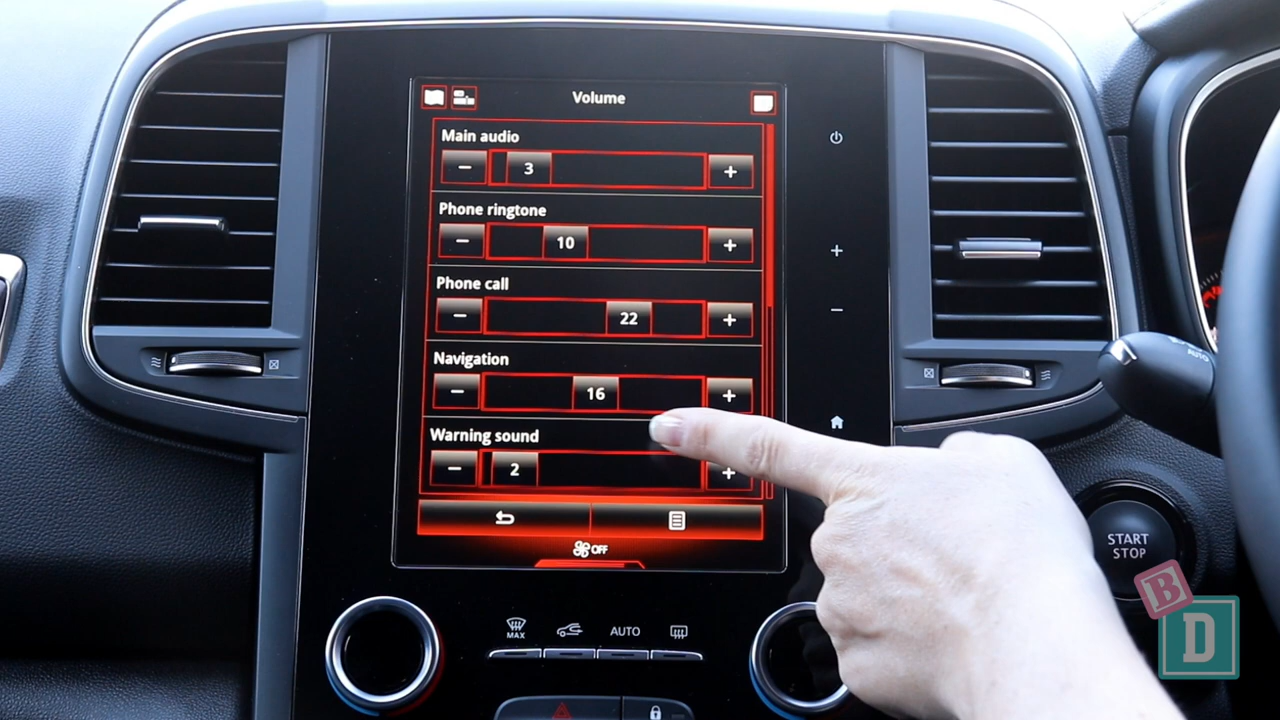 Volume
Main audio
− 3 +
Phone ringtone
− 10 +
Phone call
− 22 +
Navigation
− 16 +
Warning sound
− 2 +
OFF
+
−
MAX
AUTO
AUTO
START
STOP
B
D